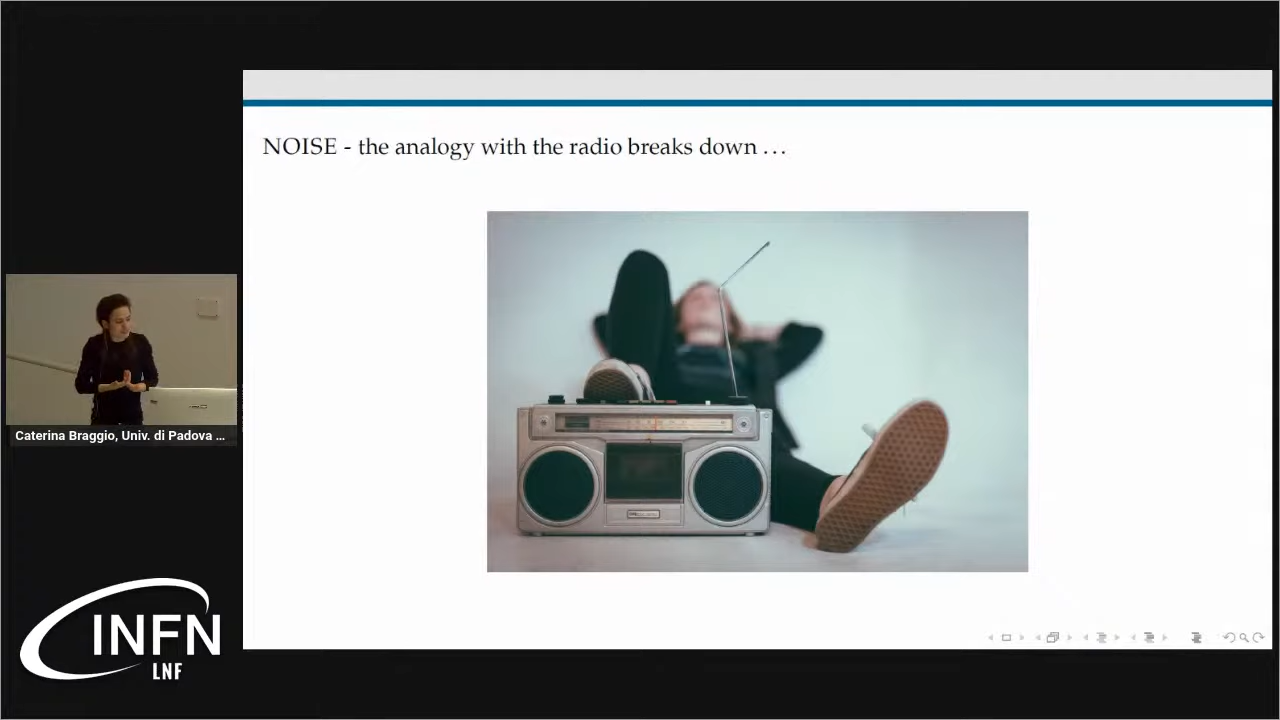 NOISE - the analogy with the radio breaks down ...
Caterina Braggio, Univ. di Padova ...
INFN
LNF